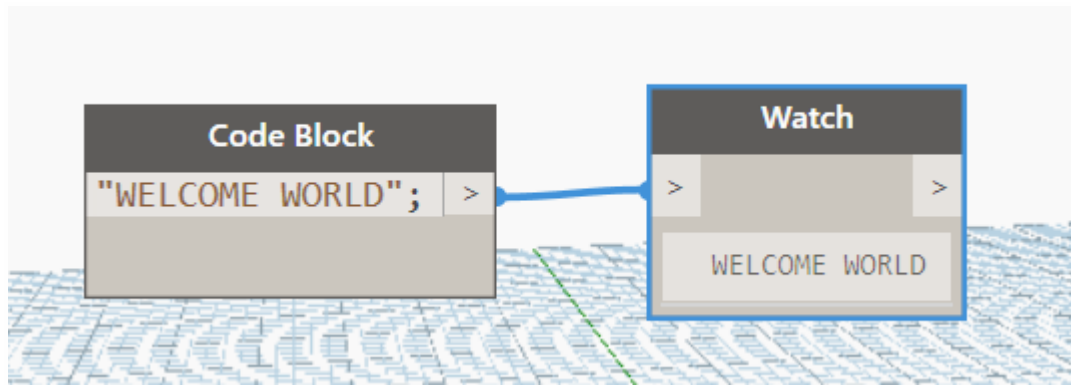 Code Block
"WELCOME WORLD"; >
Watch
> >
WELCOME WORLD